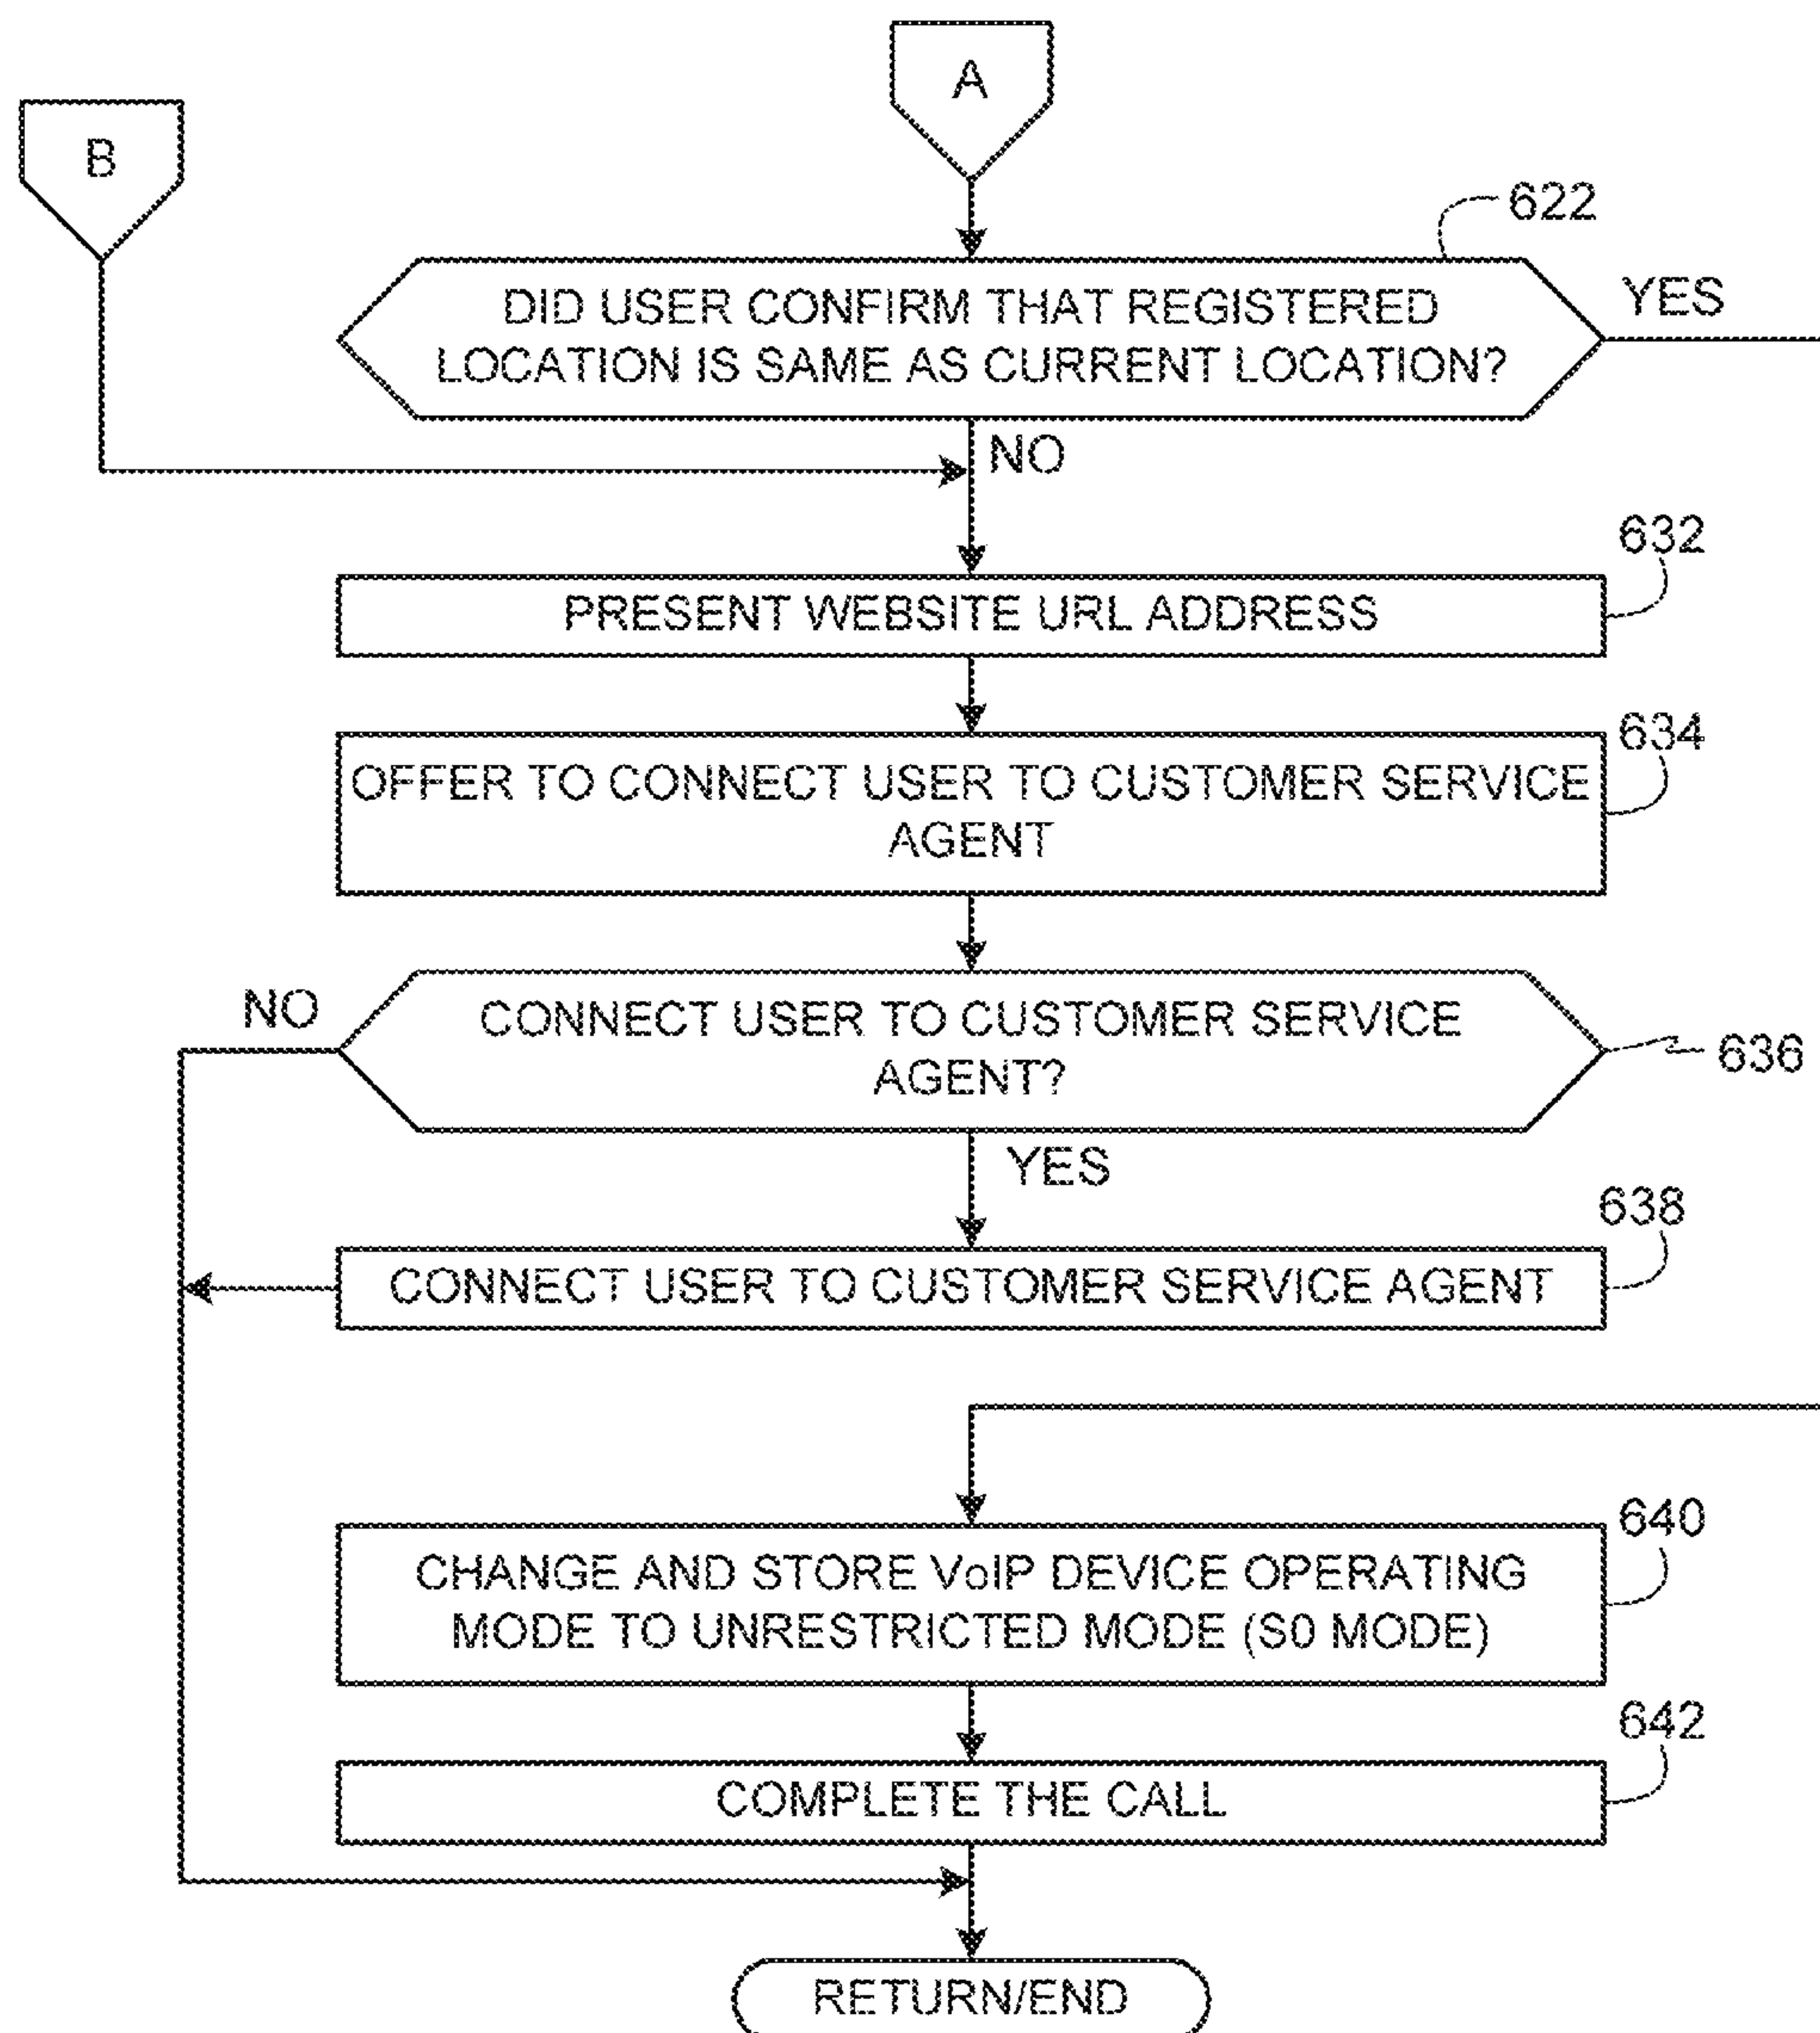 A
B
622
DID USER CONFIRM THAT REGISTERED
LOCATION IS SAME AS CURRENT LOCATION?
YES
NO
632
PRESENT WEBSITE URL ADDRESS
634
OFFER TO CONNECT USER TO CUSTOMER SERVICE
AGENT
NO
CONNECT USER TO CUSTOMER SERVICE
AGENT?
636
YES
638
CONNECT USER TO CUSTOMER SERVICE AGENT
640
CHANGE AND STORE VoIP DEVICE OPERATING
MODE TO UNRESTRICTED MODE (S0 MODE)
642
COMPLETE THE CALL
RETURN/END